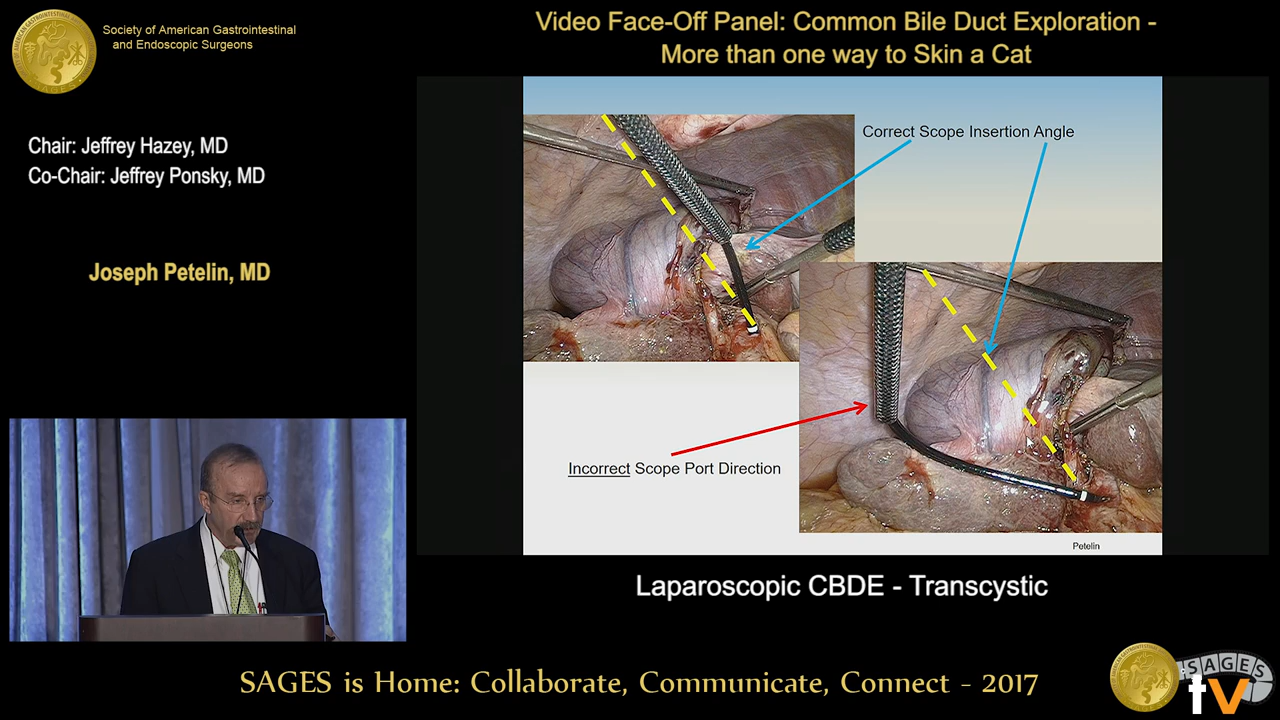 Society of American Gastrointestinal
and Endoscopic Surgeons
Video Face-Off Panel: Common Bile Duct Exploration -
More than one way to Skin a Cat
Chair: Jeffrey Hazey, MD
Co-Chair: Jeffrey Ponsky, MD
Joseph Petelin, MD
Correct Scope Insertion Angle
Incorrect Scope Port Direction
Petelin
Laparoscopic CBDE - Transcystic
SAGES is Home: Collaborate, Communicate, Connect - 2017
SAGES
tv